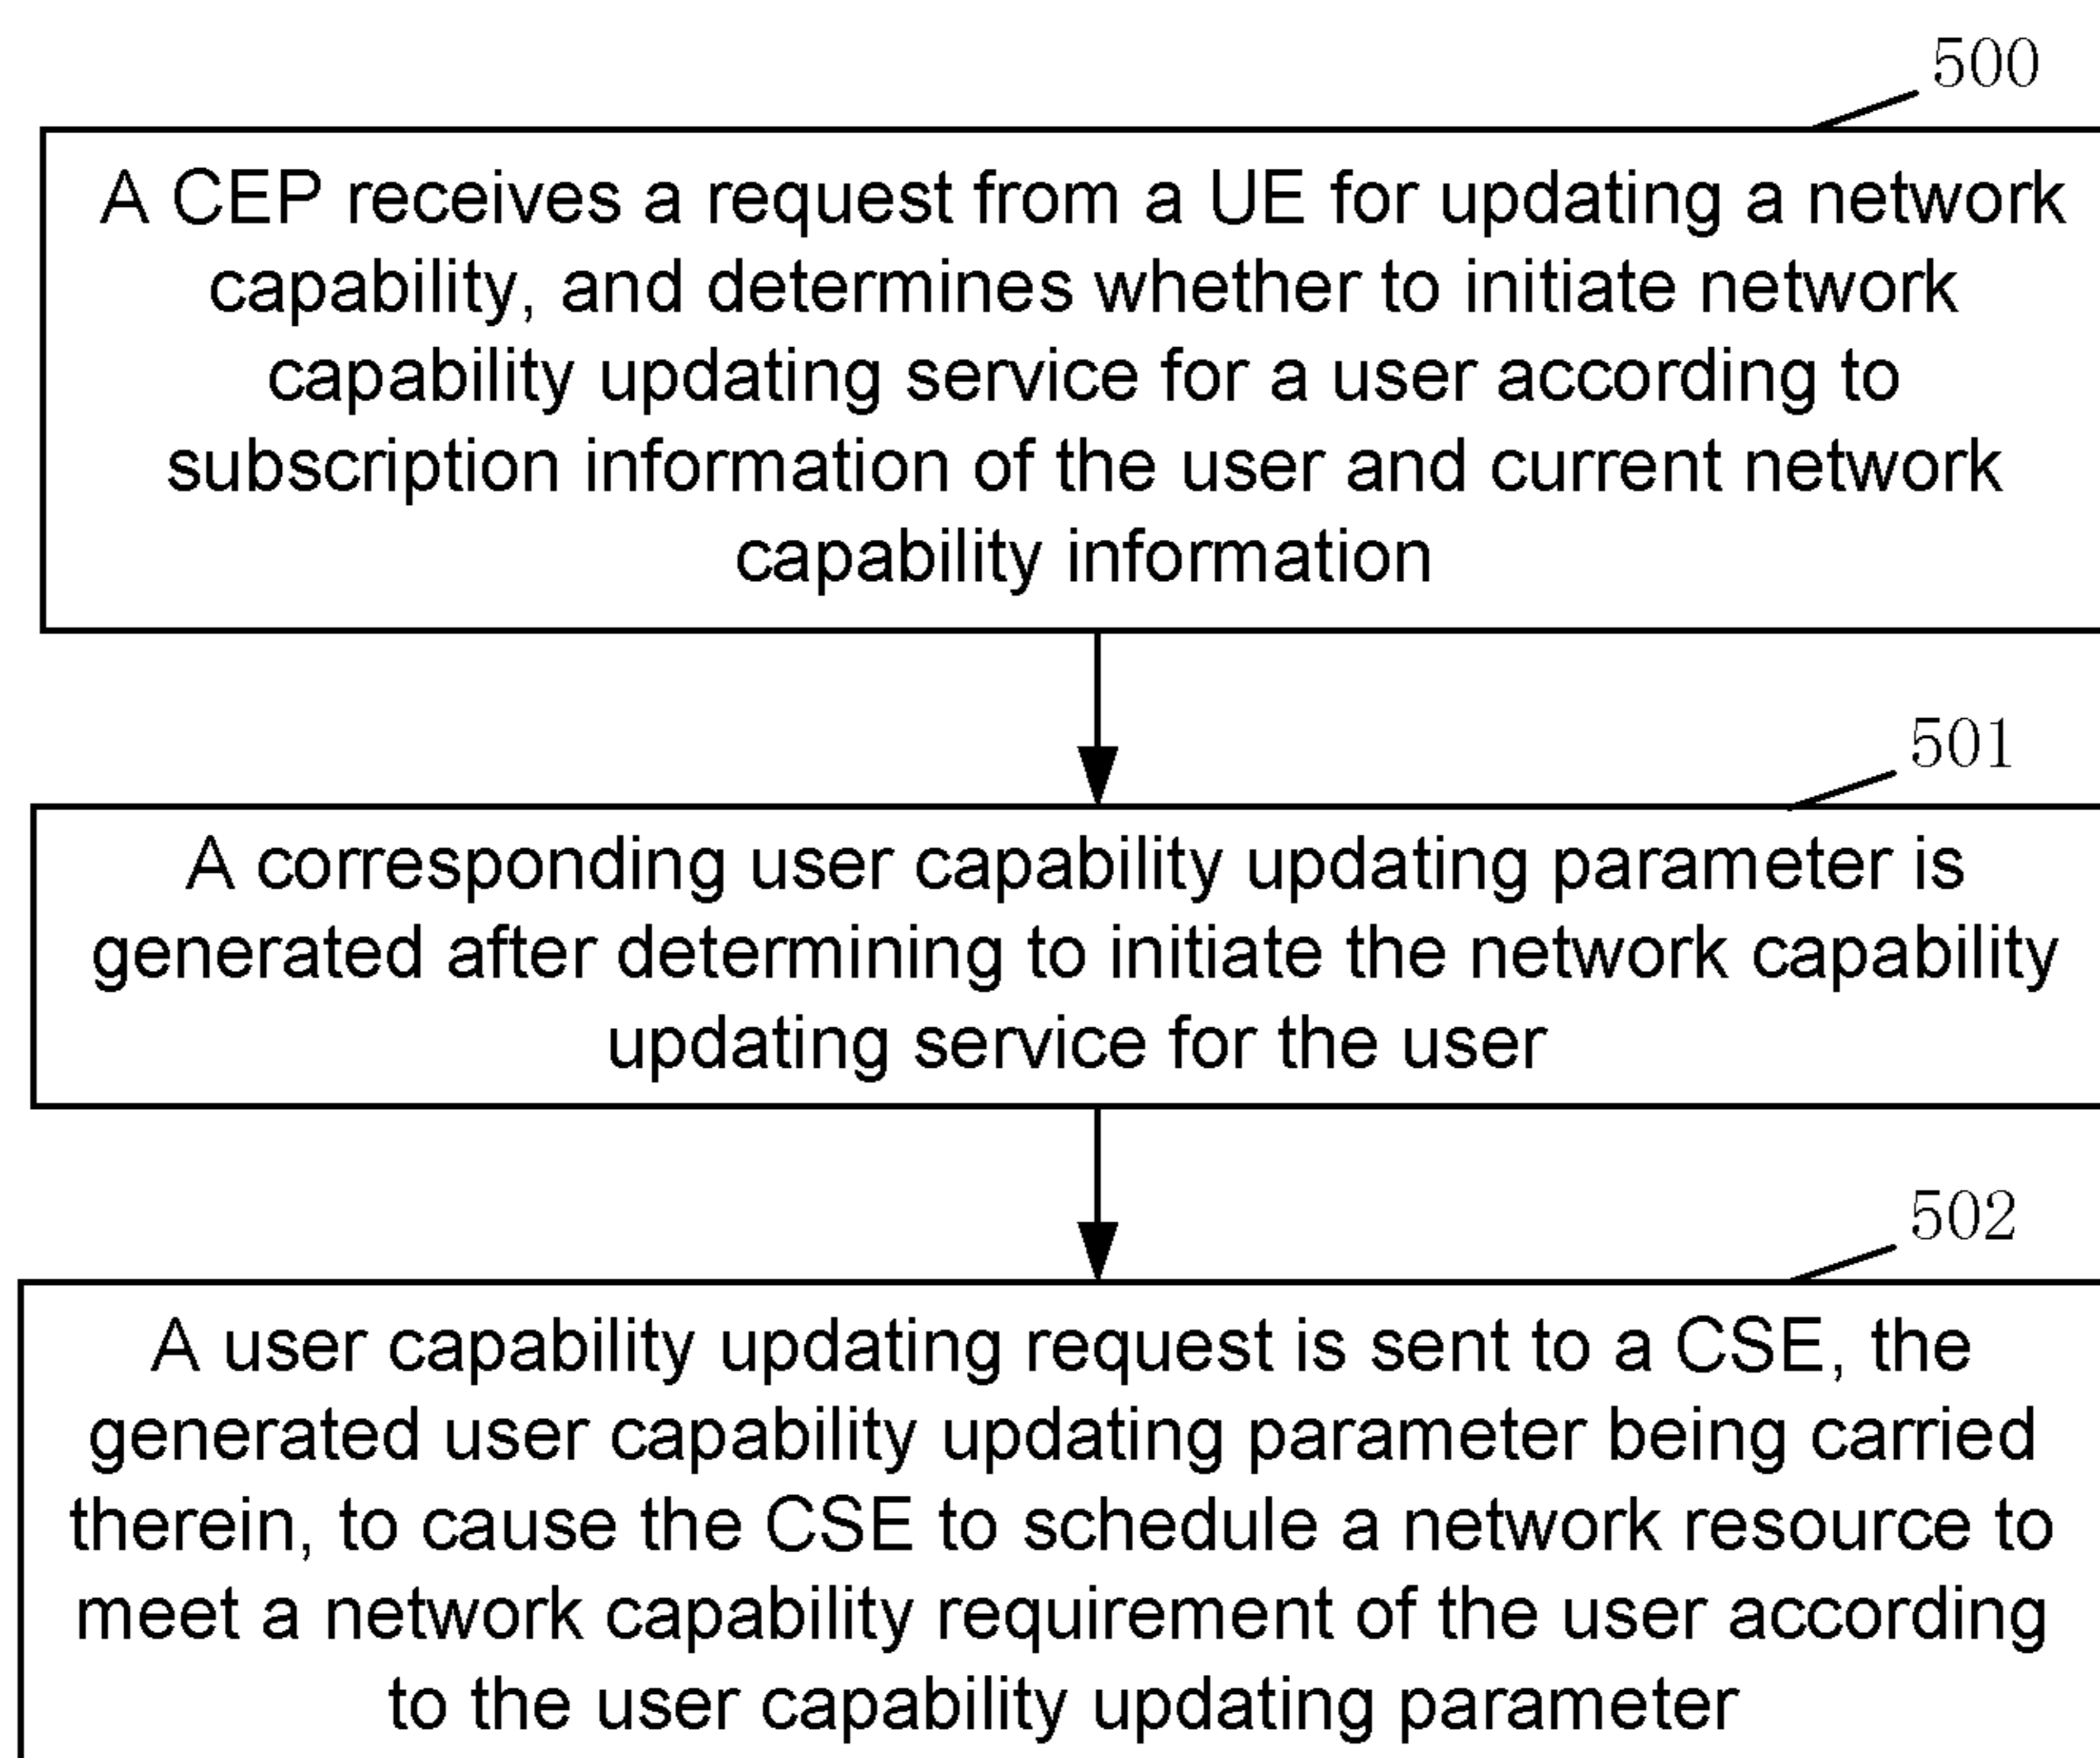 500
A CEP receives a request from a UE for updating a network
capability, and determines whether to initiate network
capability updating service for a user according to
subscription information of the user and current network
capability information
501
A corresponding user capability updating parameter is
generated after determining to initiate the network capability
updating service for the user
502
A user capability updating request is sent to a CSE, the
generated user capability updating parameter being carried
therein, to cause the CSE to schedule a network resource to
meet a network capability requirement of the user according
to the user capability updating parameter